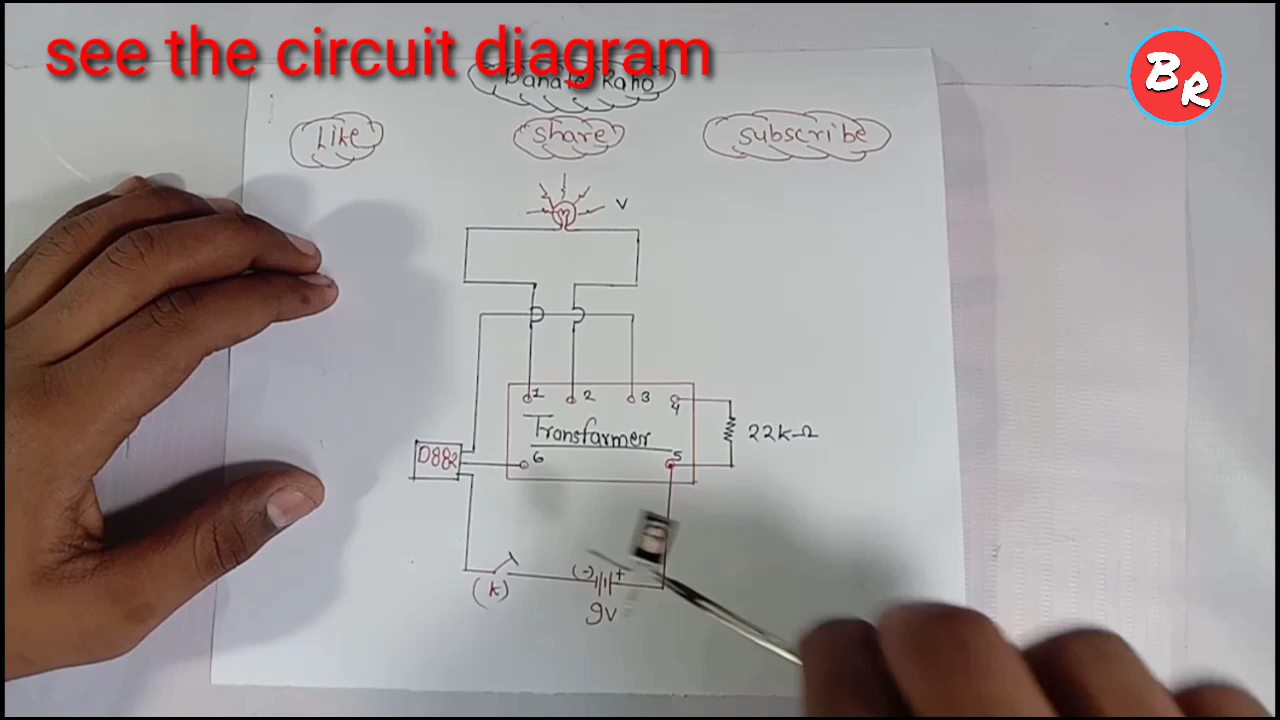 see the circuit diagram
BR
Banate Raho
Like
share
subscribe
V
1 2 3 4
Transfarmer
22k-Ω
D882
6 5
(k)
(-) +
9v